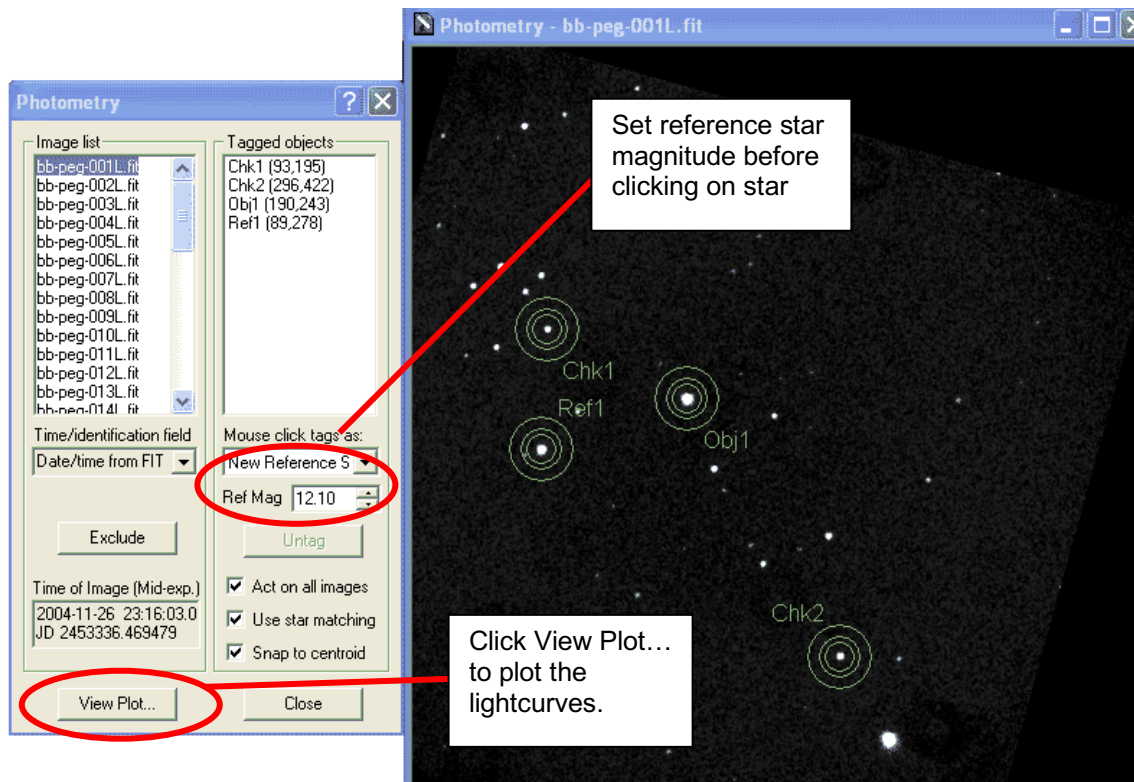 Photometry - bb-peg-001L.fit
Photometry
Image list
bb-peg-001L.fit
bb-peg-002L.fit
bb-peg-003L.fit
bb-peg-004L.fit
bb-peg-005L.fit
bb-peg-006L.fit
bb-peg-007L.fit
bb-peg-008L.fit
bb-peg-009L.fit
bb-peg-010L.fit
bb-peg-011L.fit
bb-peg-012L.fit
bb-peg-013L.fit
bb-peg-014L.fit
Time/identification field
Date/time from FIT
Exclude
Time of Image (Mid-exp.)
2004-11-26 23:16:03.0
JD 2453336.469479
View Plot...
Tagged objects
Chk1 (93,195)
Chk2 (296,422)
Obj1 (190,243)
Ref1 (89,278)
Mouse click tags as:
New Reference S
Ref Mag 12.10
Untag
Act on all images
Use star matching
Snap to centroid
Close
Set reference star
magnitude before
clicking on star
Chk1
Ref1
Obj1
Chk2
Click View Plot…
to plot the
lightcurves.